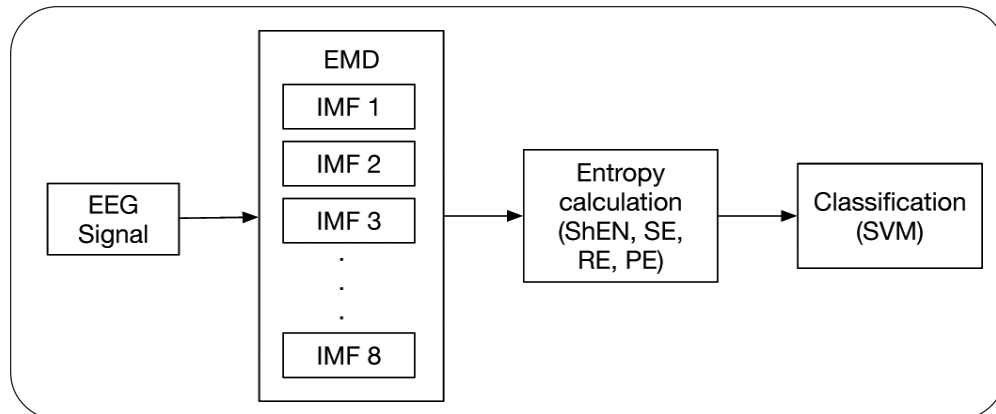 EEG
Signal
EMD
IMF 1
IMF 2
IMF 3
.
.
.
IMF 8
Entropy
calculation
(ShEN, SE,
RE, PE)
Classification
(SVM)